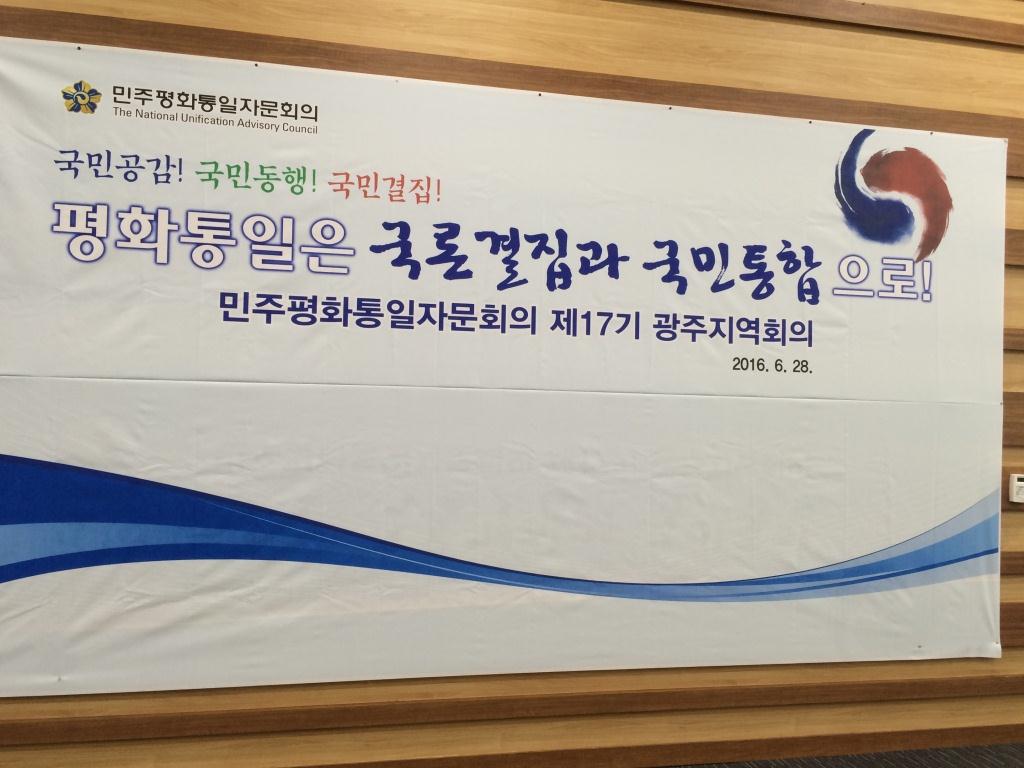 민주평화통일자문회의
The National Unification Advisory Council
국민공감! 국민동행! 국민결집!
평화통일은 국론결집과 국민통합으로!
민주평화통일자문회의 제17기 광주지역회의
2016. 6. 28.